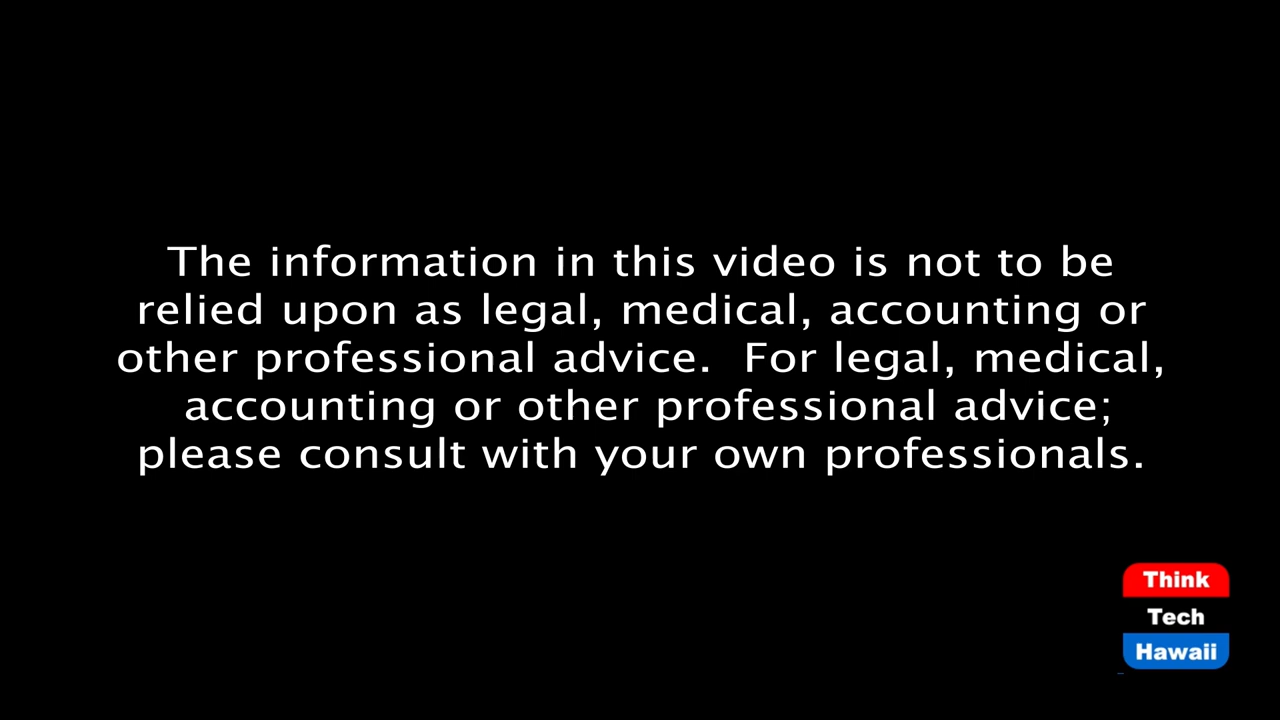 The information in this video is not to be
relied upon as legal, medical, accounting or
other professional advice.  For legal, medical,
accounting or other professional advice;
please consult with your own professionals.
Think
Tech
Hawaii